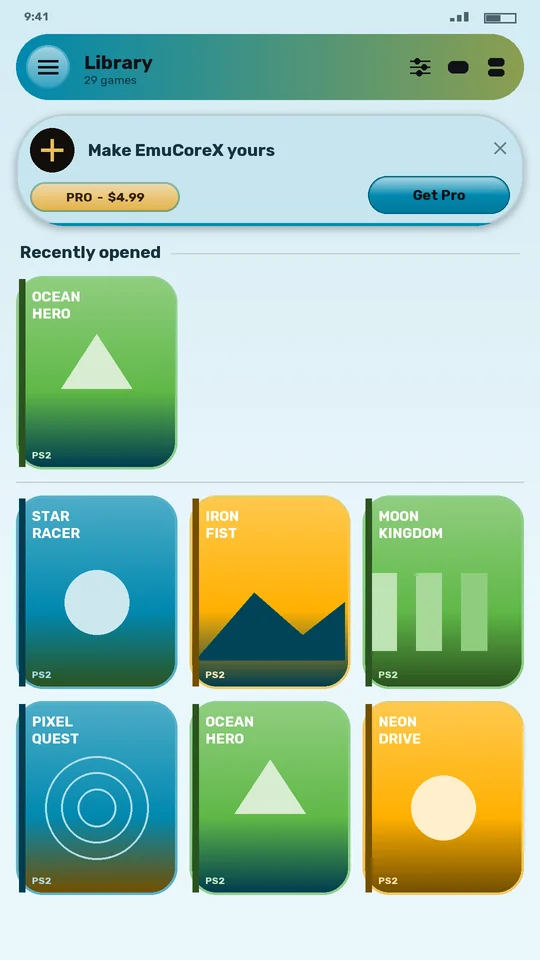 9:41
Library
29 games
Make EmuCoreX yours
PRO - $4.99
Get Pro
Recently opened
OCEAN
HERO
PS2
STAR
RACER
PS2
IRON
FIST
PS2
MOON
KINGDOM
PS2
PIXEL
QUEST
PS2
OCEAN
HERO
PS2
NEON
DRIVE
PS2